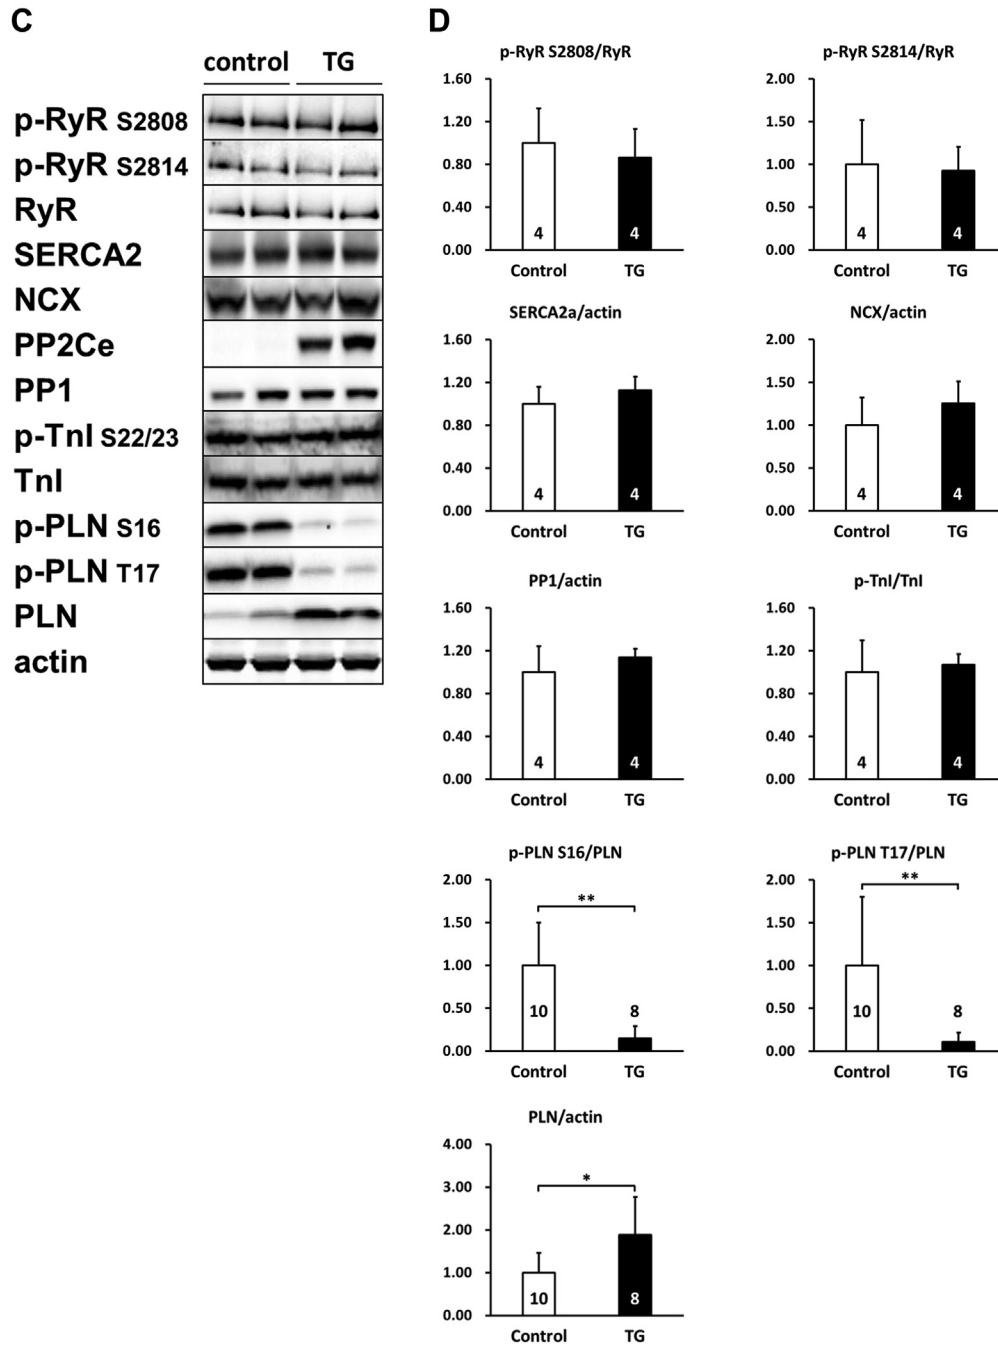 C
control TG
p-RyR S2808
p-RyR S2814
RyR
SERCA2
NCX
PP2Ce
PP1
p-TnI S22/23
TnI
p-PLN S16
p-PLN T17
PLN
actin
D
p-RyR S2808/RyR
1.60
1.20
0.80
0.40
0.00
4 4
Control TG
p-RyR S2814/RyR
2.00
1.50
1.00
0.50
0.00
4 4
Control TG
SERCA2a/actin
1.60
1.20
0.80
0.40
0.00
4 4
Control TG
NCX/actin
2.00
1.50
1.00
0.50
0.00
4 4
Control TG
PP1/actin
1.60
1.20
0.80
0.40
0.00
4 4
Control TG
p-TnI/TnI
1.60
1.20
0.80
0.40
0.00
4 4
Control TG
p-PLN S16/PLN
2.00
1.50
1.00
0.50
0.00
**
10 8
Control TG
p-PLN T17/PLN
2.00
1.50
1.00
0.50
0.00
**
10 8
Control TG
PLN/actin
4.00
3.00
2.00
1.00
0.00
*
10 8
Control TG